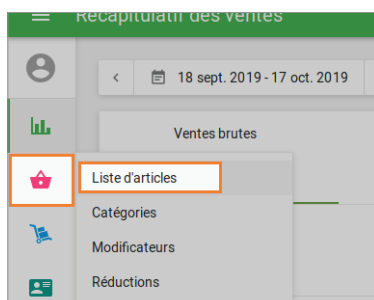 Récapitulatif des ventes
18 sept. 2019 - 17 oct. 2019
Ventes brutes
Liste d'articles
Catégories
Modificateurs
Réductions